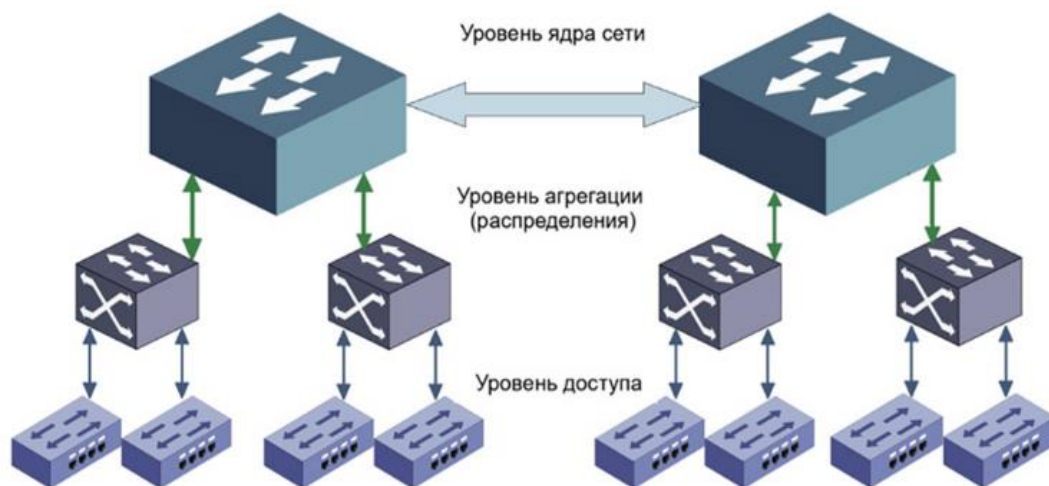 Уровень ядра сети
Уровень агрегации
(распределения)
Уровень доступа